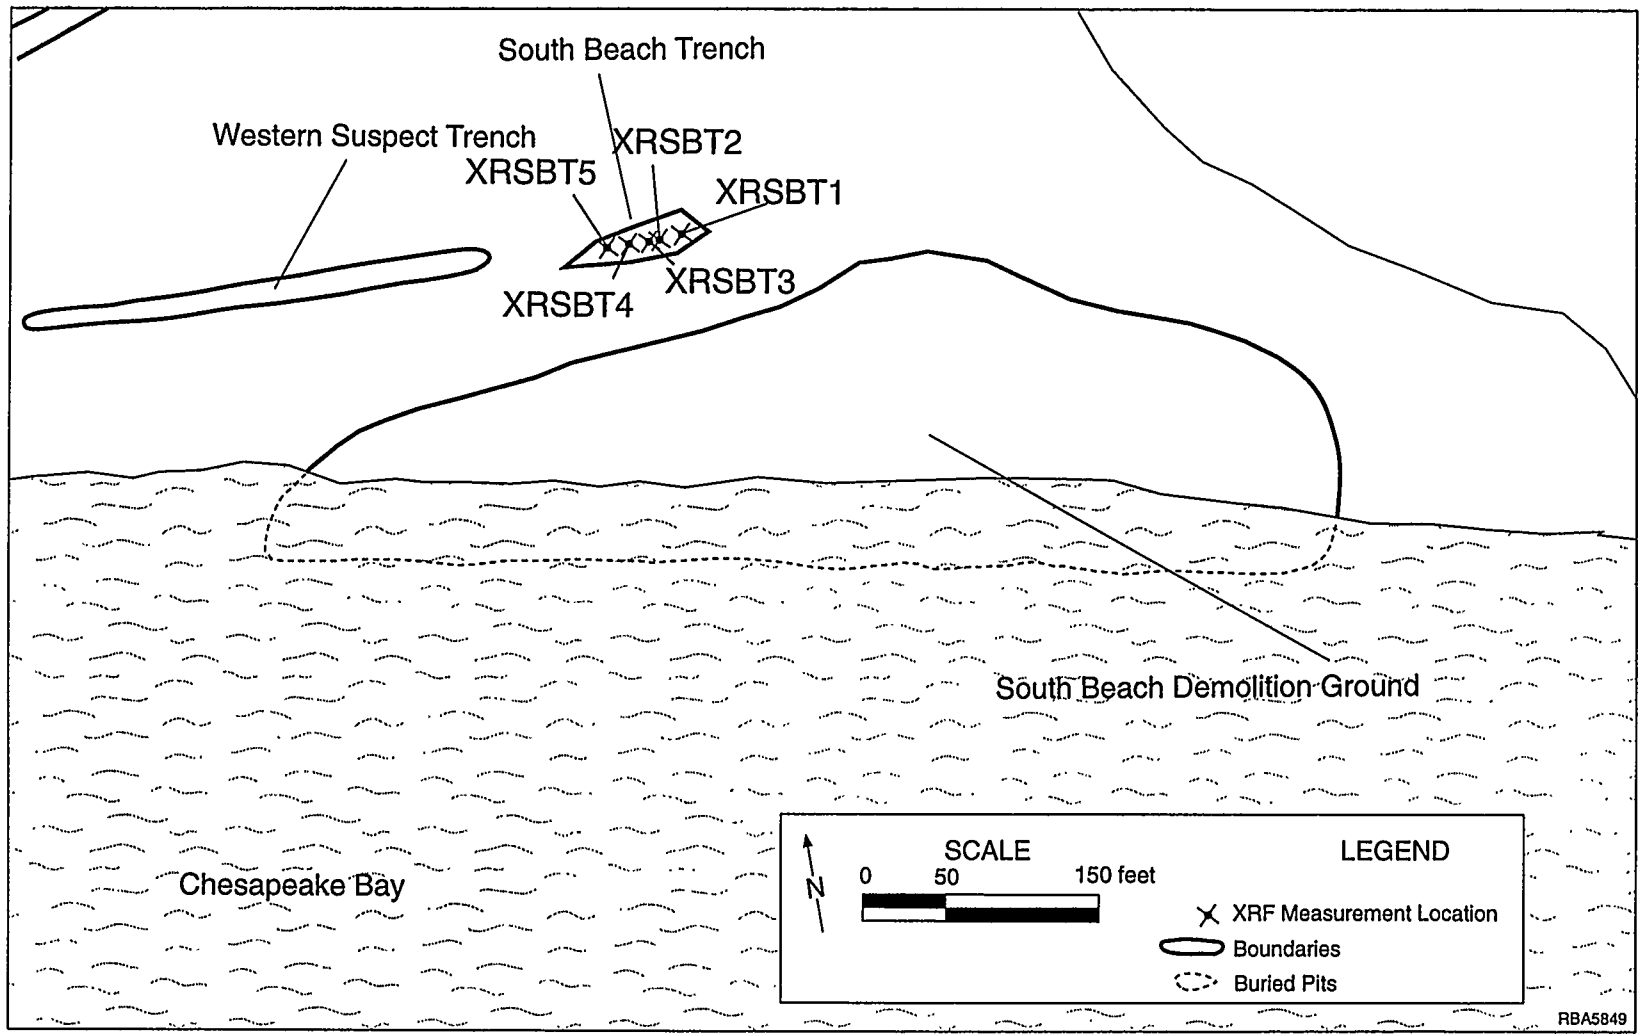 South Beach Trench
Western Suspect Trench
XRSBT2
XRSBT5
XRSBT1
XRSBT3
XRSBT4
South Beach Demolition Ground
Chesapeake Bay
N
SCALE
0 50 150 feet
LEGEND
XRF Measurement Location
Boundaries
Buried Pits
RBA5849